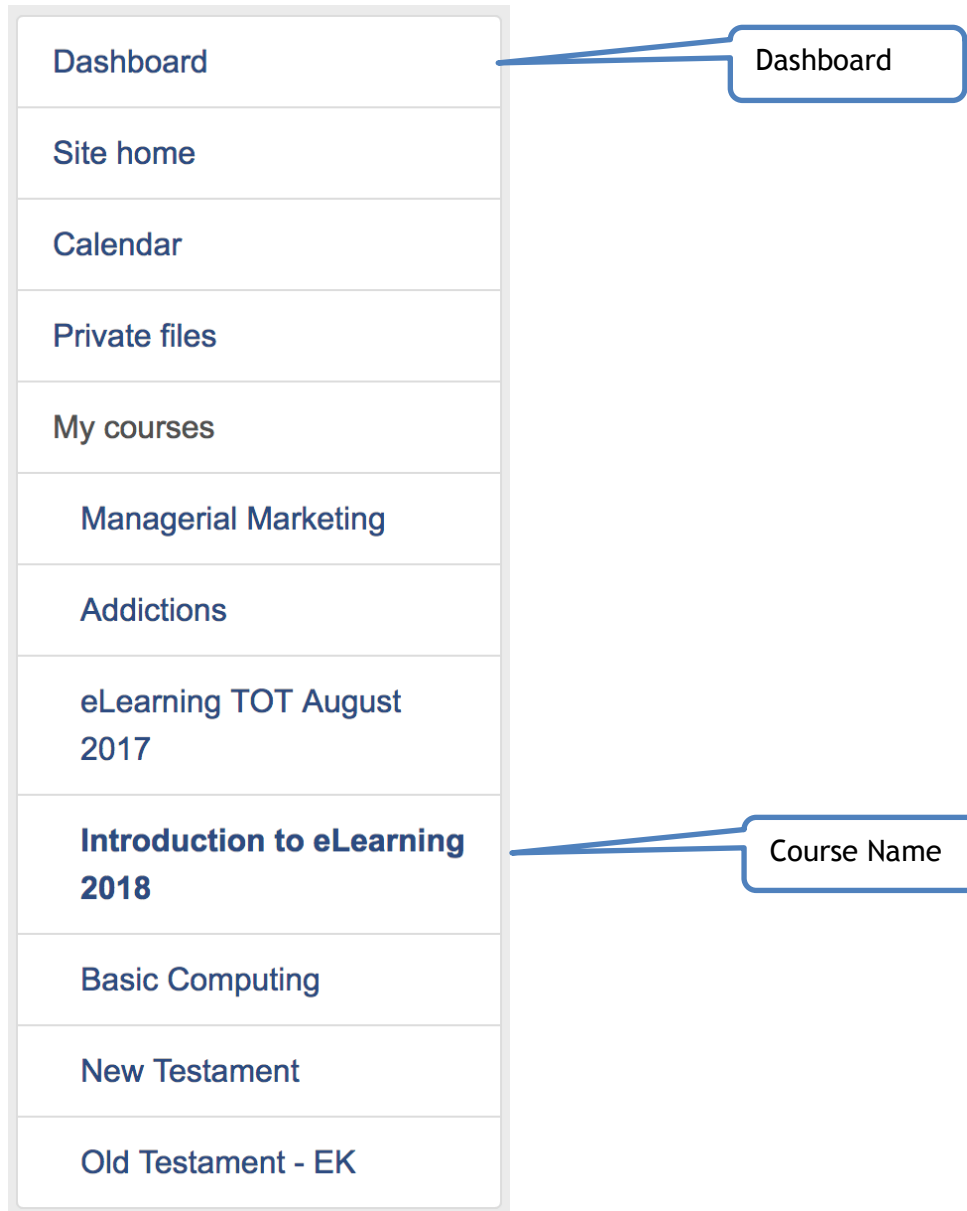 Dashboard
Dashboard
Site home
Calendar
Private files
My courses
Managerial Marketing
Addictions
eLearning TOT August
2017
Introduction to eLearning
2018
Course Name
Basic Computing
New Testament
Old Testament - EK